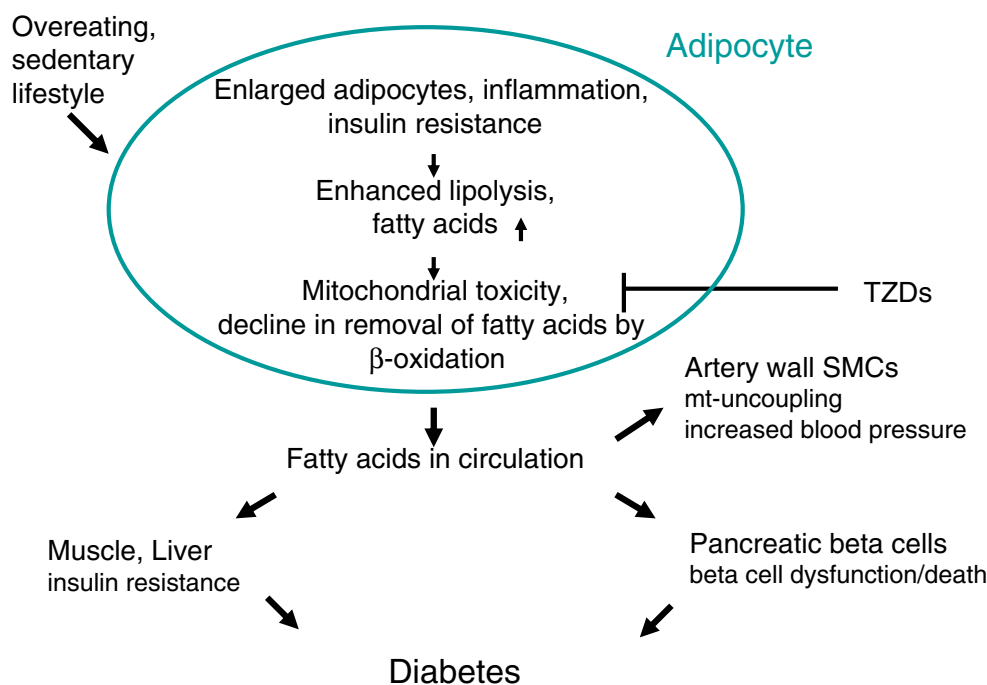 Overeating,
sedentary
lifestyle
Adipocyte
Enlarged adipocytes, inflammation,
insulin resistance
Enhanced lipolysis,
fatty acids
Mitochondrial toxicity,
decline in removal of fatty acids by
β-oxidation
TZDs
Artery wall SMCs
mt-uncoupling
increased blood pressure
Fatty acids in circulation
Muscle, Liver
insulin resistance
Pancreatic beta cells
beta cell dysfunction/death
Diabetes